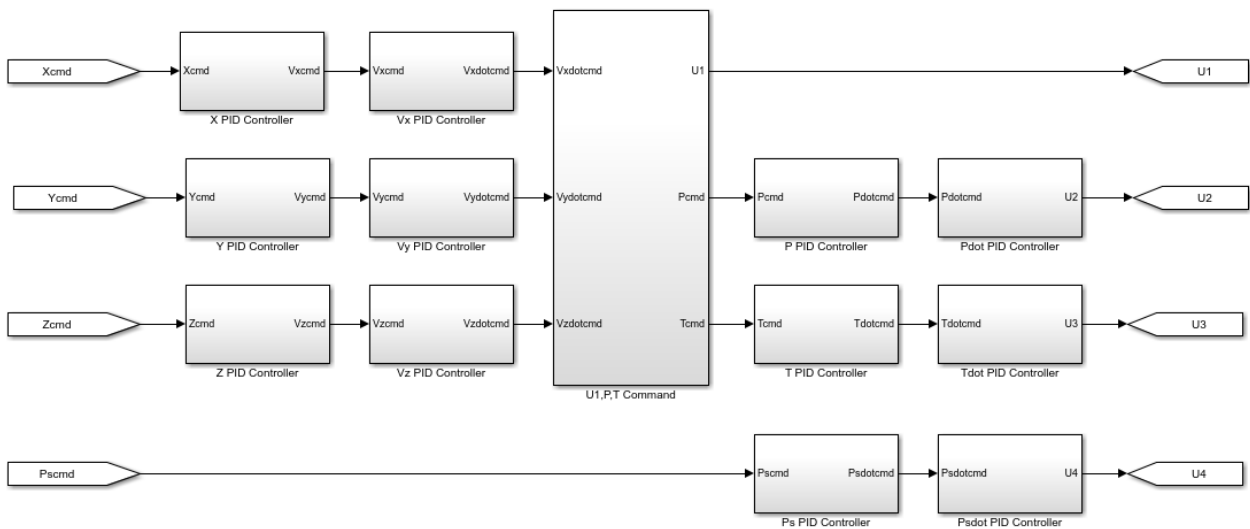 Xcmd
Xcmd Vxcmd
Vxcmd Vxdotcmd
Vxdotcmd U1
U1
X PID Controller
Vx PID Controller
Ycmd
Ycmd Vycmd
Vycmd Vydotcmd
Vydotcmd Pcmd
Pcmd Pdotcmd
Pdotcmd U2
U2
Y PID Controller
Vy PID Controller
P PID Controller
Pdot PID Controller
Zcmd
Zcmd Vzcmd
Vzcmd Vzdotcmd
Vzdotcmd Tcmd
Tcmd Tdotcmd
Tdotcmd U3
U3
Z PID Controller
Vz PID Controller
T PID Controller
Tdot PID Controller
U1,P,T Command
Pscmd
Pscmd Psdotcmd
Psdotcmd U4
U4
Ps PID Controller
Psdot PID Controller